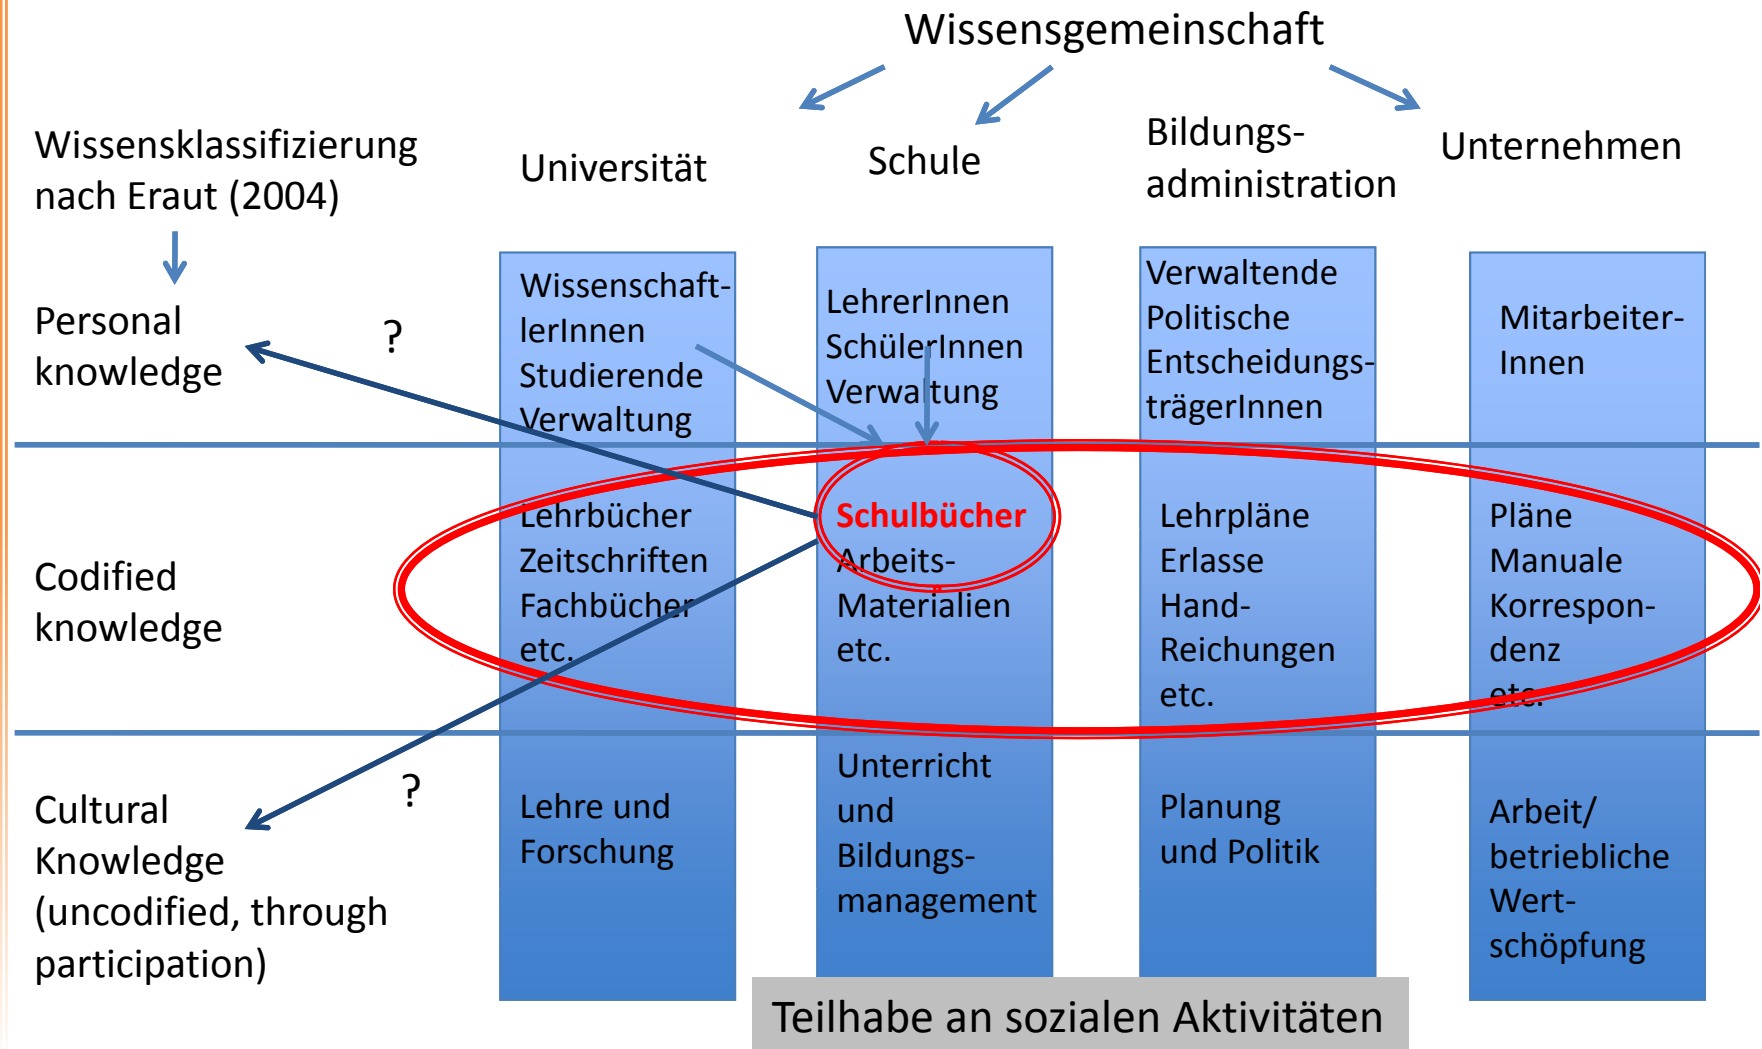 Wissensgemeinschaft
Wissensklassifizierung
nach Eraut (2004)
Universität
Schule
Bildungs-
administration
Unternehmen
Personal
knowledge
?
Wissenschaft-
lerInnen
Studierende
Verwaltung
LehrerInnen
SchülerInnen
Verwaltung
Verwaltende
Politische
Entscheidungs-
trägerInnen
Mitarbeiter-
Innen
Codified
knowledge
Lehrbücher
Zeitschriften
Fachbücher
etc.
Schulbücher
Arbeits-
Materialien
etc.
Lehrpläne
Erlasse
Hand-
Reichungen
etc.
Pläne
Manuale
Korrespon-
denz
etc.
Cultural
Knowledge
(uncodified, through
participation)
?
Lehre und
Forschung
Unterricht
und
Bildungs-
management
Planung
und Politik
Arbeit/
betriebliche
Wert-
schöpfung
Teilhabe an sozialen Aktivitäten